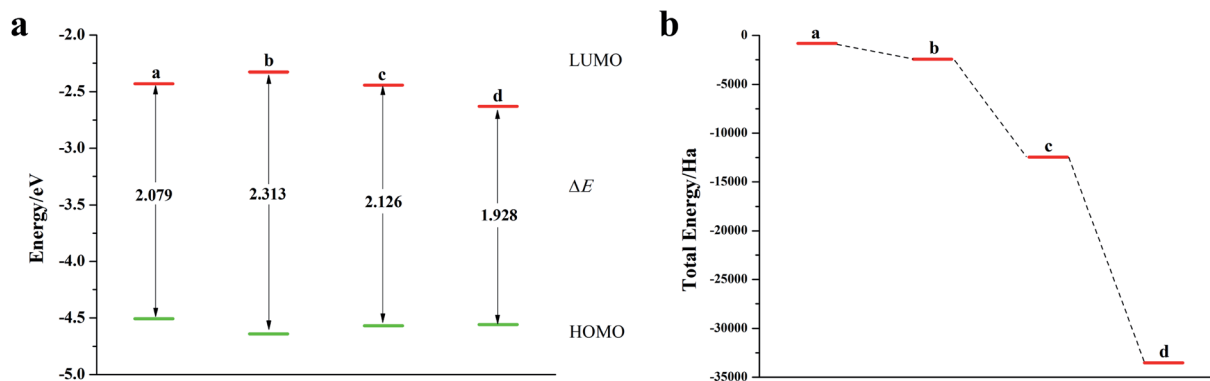 a
-2.0
-2.5
-3.0
-3.5
-4.0
-4.5
-5.0
Energy/eV
a
b
c
d
2.079
2.313
2.126
1.928
LUMO
ΔE
HOMO
b
0
-5000
-10000
-15000
-20000
-25000
-30000
-35000
Total Energy/Ha
a
b
c
d